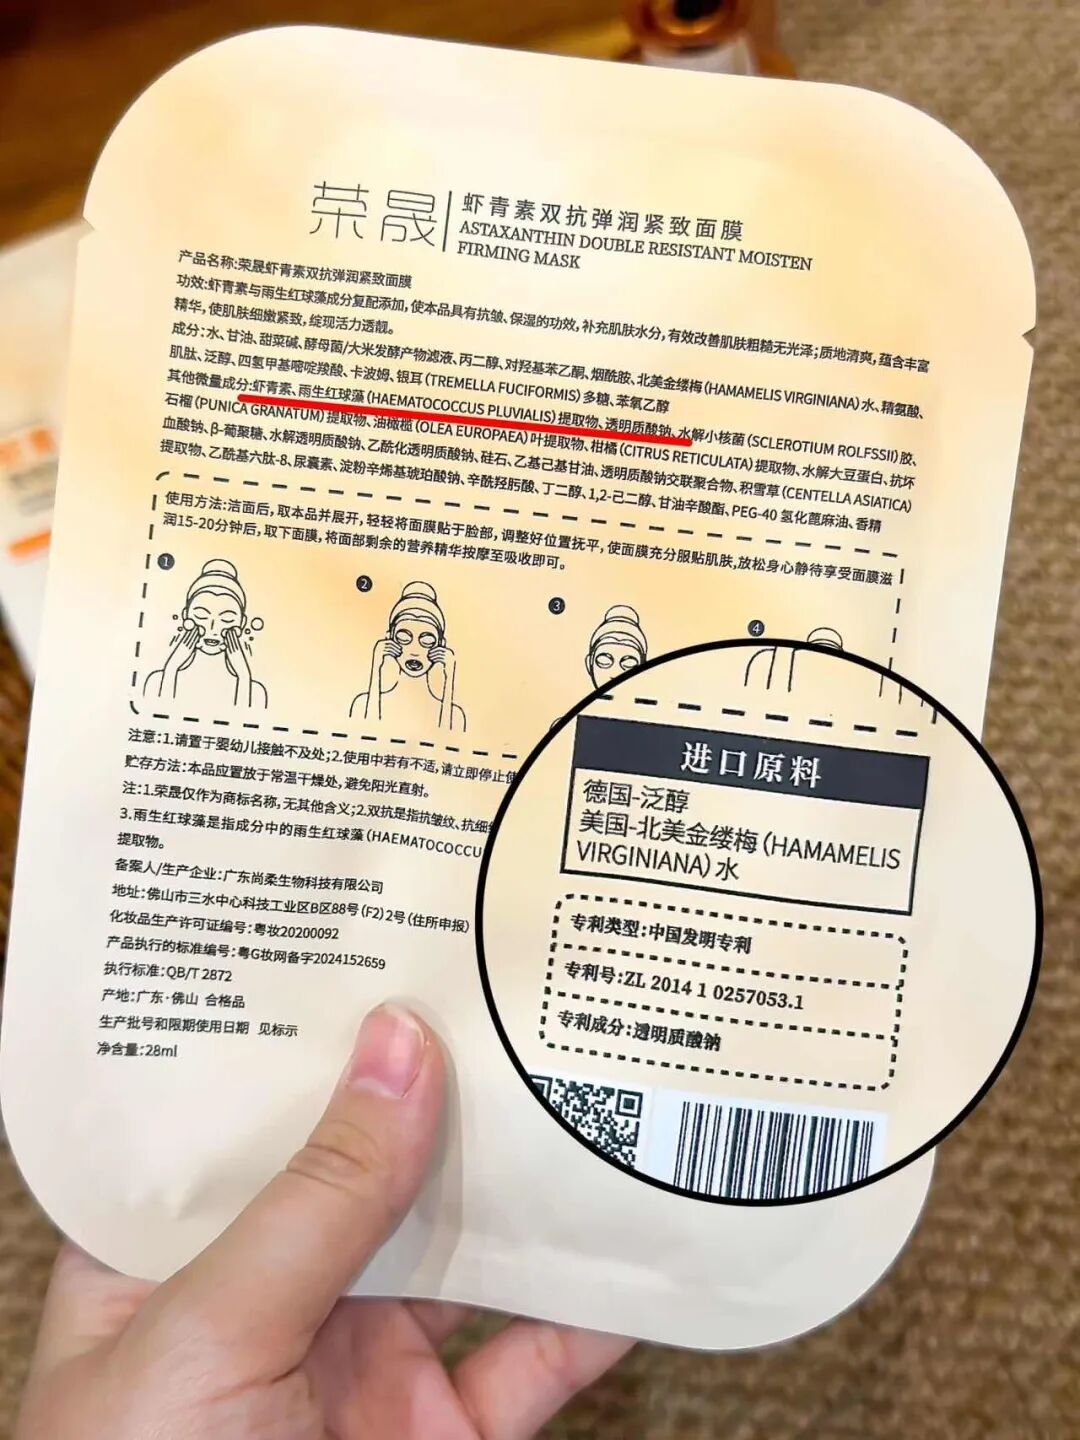 荣晟
虾青素双抗弹润紧致面膜
ASTAXANTHIN DOUBLE RESISTANT MOISTEN
FIRMING MASK
产品名称:荣晟虾青素双抗弹润紧致面膜
功效:虾青素与雨生红球藻成分复配添加,使本品具有抗皱、保湿的功效,补充肌肤水分,有效改善肌肤粗糙无光泽;质地清爽,蕴含丰富
精华,使肌肤细嫩紧致,绽现活力透靓。
成分:水、甘油、甜菜碱、酵母菌/大米发酵产物滤液、丙二醇、对羟基苯乙酮、烟酰胺、北美金缕梅(HAMAMELIS VIRGINIANA)水、精氨酸、
肌肽、泛醇、四氢甲基嘧啶羧酸、卡波姆、银耳(TREMELLA FUCIFORMIS)多糖、苯氧乙醇
其他微量成分:虾青素、雨生红球藻(HAEMATOCOCCUS PLUVIALIS)提取物、透明质酸钠、水解小核菌(SCLEROTIUM ROLFSSII)胶、
石榴(PUNICA GRANATUM)提取物、油橄榄(OLEA EUROPAEA)叶提取物、柑橘(CITRUS RETICULATA)提取物、水解大豆蛋白、抗坏
血酸钠、β-葡聚糖、水解透明质酸钠、乙酰化透明质酸钠、硅石、乙基己基甘油、透明质酸钠交联聚合物、积雪草(CENTELLA ASIATICA)
提取物、乙酰基六肽-8、尿囊素、淀粉辛烯基琥珀酸钠、辛酰羟肟酸、丁二醇、1,2-己二醇、甘油辛酸酯、PEG-40 氢化蓖麻油、香精
使用方法:洁面后,取本品并展开,轻轻将面膜贴于脸部,调整好位置抚平,使面膜充分服贴肌肤,放松身心静待享受面膜滋
润15-20分钟后,取下面膜,将面部剩余的营养精华按摩至吸收即可。
1
2
3
4
注意:1.请置于婴幼儿接触不及处;2.使用中若有不适,请立即停止使
贮存方法:本品应置放于常温干燥处,避免阳光直射。
注:1.荣晟仅作为商标名称,无其他含义;2.双抗是指抗皱纹、抗细
3.雨生红球藻是指成分中的雨生红球藻(HAEMATOCOCCU
提取物。
备案人/生产企业:广东尚柔生物科技有限公司
地址:佛山市三水中心科技工业区B区88号(F2)2号(住所申报)
化妆品生产许可证编号:粤妆20200092
产品执行的标准编号:粤G妆网备字2024152659
执行标准:QB/T 2872
产地:广东·佛山 合格品
生产批号和限期使用日期 见标示
净含量:28ml
进口原料
德国-泛醇
美国-北美金缕梅(HAMAMELIS
VIRGINIANA)水
专利类型:中国发明专利
专利号:ZL 2014 1 0257053.1
专利成分:透明质酸钠